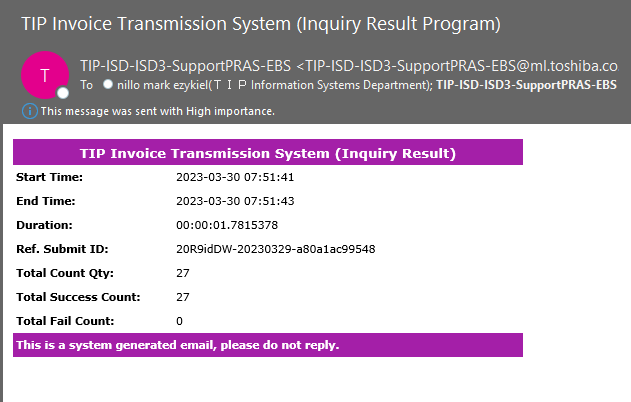 TIP Invoice Transmission System (Inquiry Result Program)
TIP-ISD-ISD3-SupportPRAS-EBS <TIP-ISD-ISD3-SupportPRAS-EBS@ml.toshiba.co
T
To nillo mark ezykiel(ＴＩＰ Information Systems Department); TIP-ISD-ISD3-SupportPRAS-EBS
This message was sent with High importance.
TIP Invoice Transmission System (Inquiry Result)
Start Time: 2023-03-30 07:51:41
End Time: 2023-03-30 07:51:43
Duration: 00:00:01.7815378
Ref. Submit ID: 20R9idDW-20230329-a80a1ac99548
Total Count Qty: 27
Total Success Count: 27
Total Fail Count: 0
This is a system generated email, please do not reply.